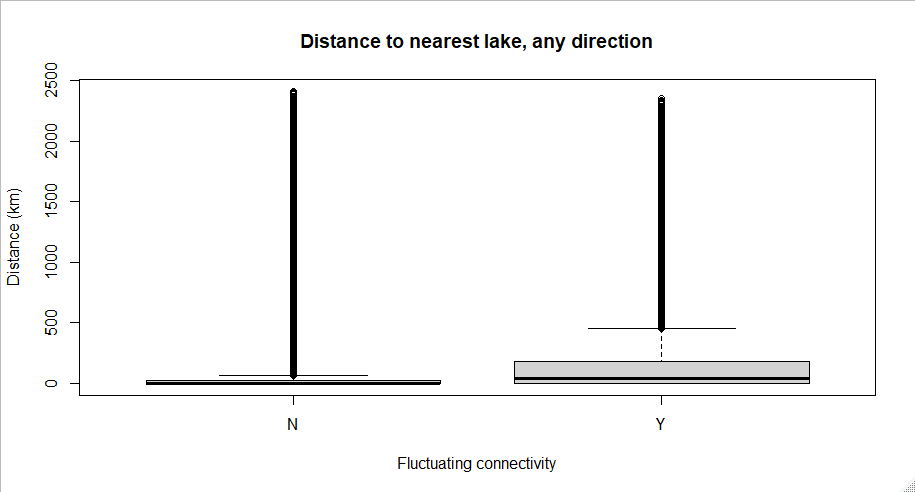 Distance to nearest lake, any direction
Distance (km)
2500
2000
1500
1000
500
0
N
Y
Fluctuating connectivity